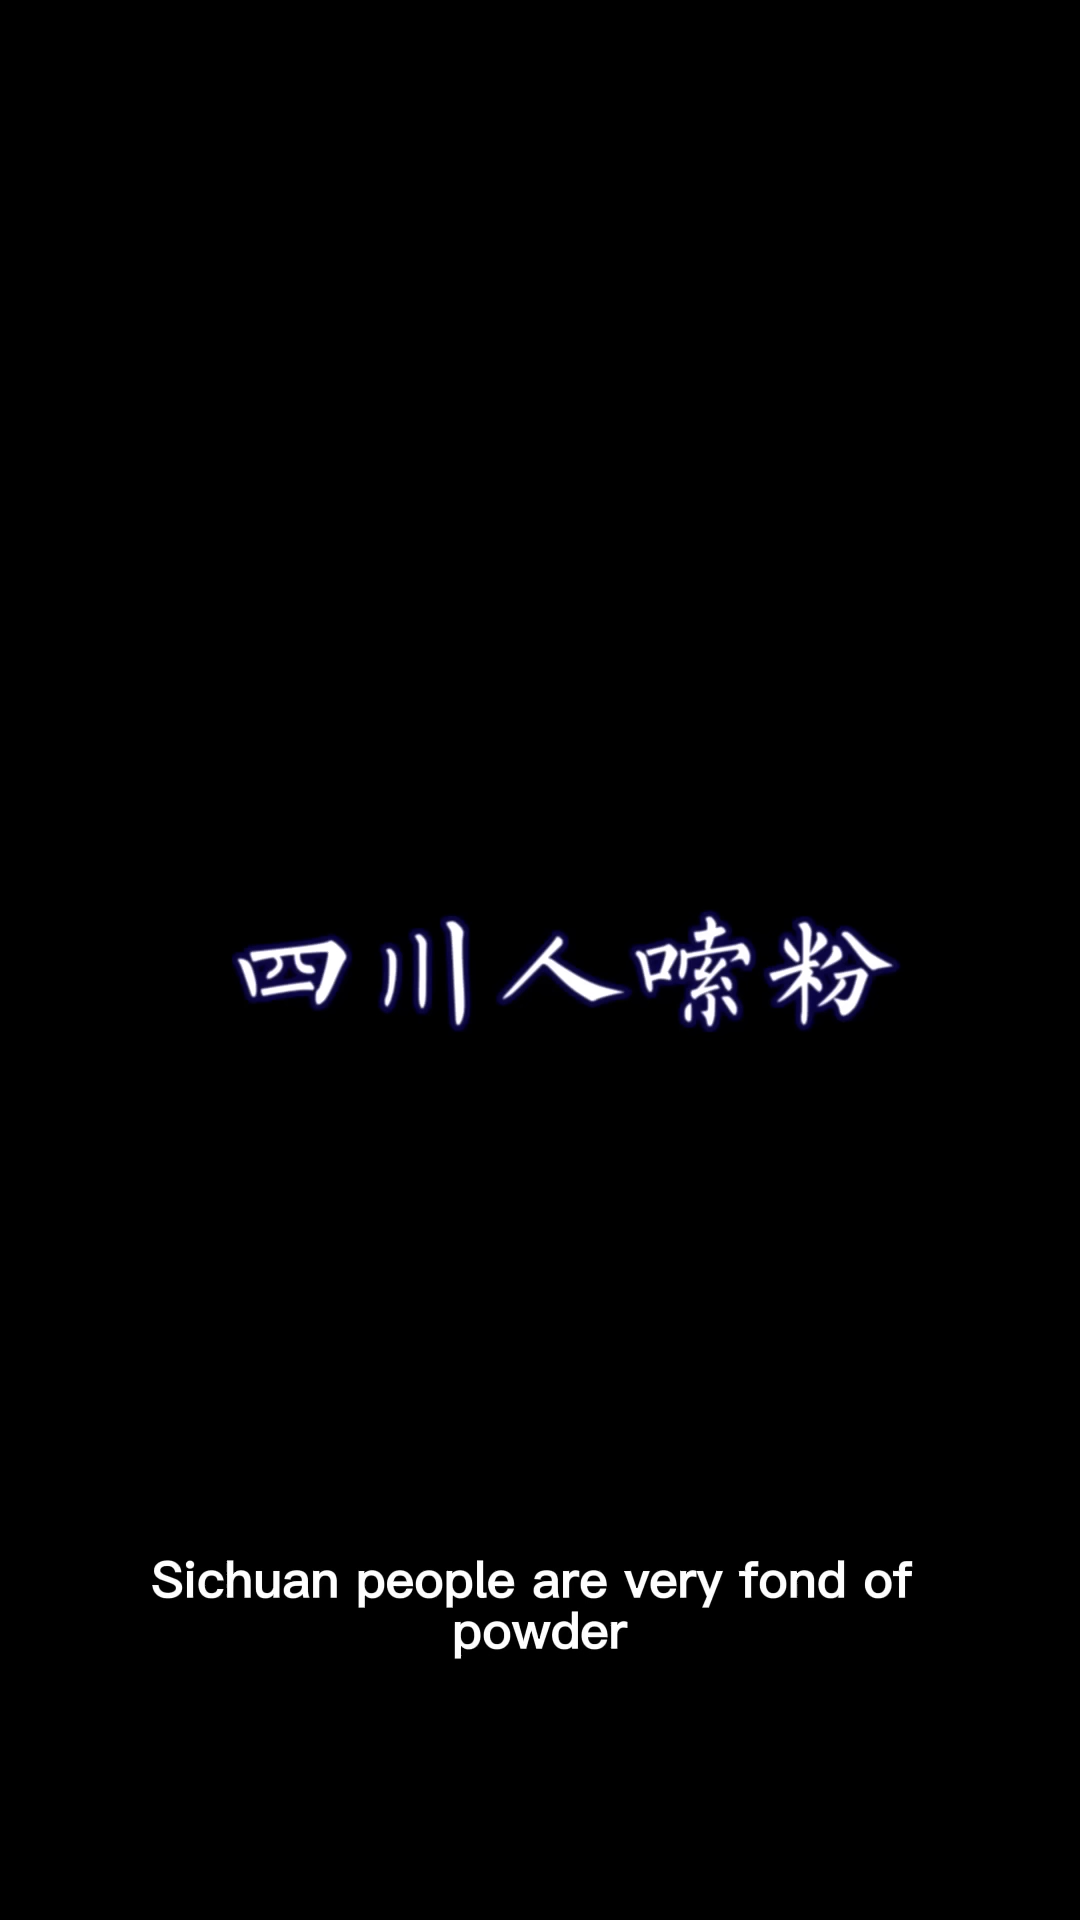 四川人嗦粉
Sichuan people are very fond of
powder